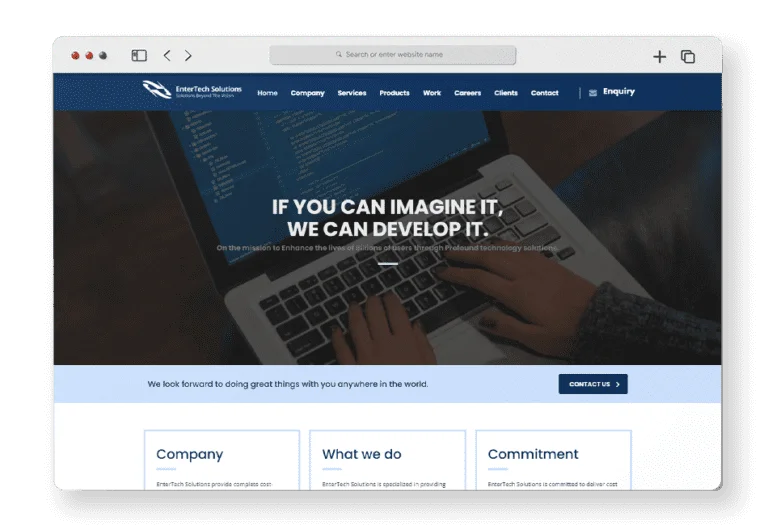 Search or enter website name
EnterTech Solutions
Solutions Beyond The Vision
Home Company Services Products Work Careers Clients Contact Enquiry
IF YOU CAN IMAGINE IT,
WE CAN DEVELOP IT.
On the mission to Enhance the lives of Billions of users through Profound technology solutions.
We look forward to doing great things with you anywhere in the world.
CONTACT US
Company What we do Commitment
EnterTech Solutions provide complete cost- EnterTech Solutions is specialized in providing EnterTech Solutions is committed to deliver cost